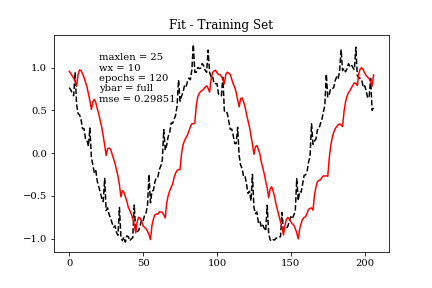 Fit - Training Set
maxlen = 25
wx = 10
epochs = 120
ybar = full
mse = 0.29851
1.0
0.5
0.0
−0.5
−1.0
0
50
100
150
200